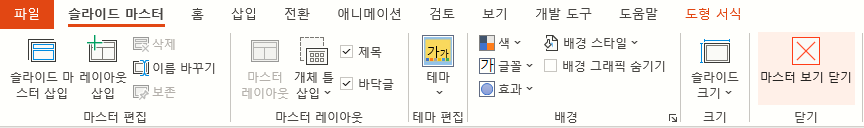 파일 슬라이드 마스터 홈 삽입 전환 애니메이션 검토 보기 개발 도구 도움말 도형 서식
슬라이드 마
스터 삽입
레이아웃
삽입
삭제
이름 바꾸기
보존
마스터 편집
마스터
레이아웃
개체 틀
삽입
제목
바닥글
마스터 레이아웃
가가
테마
테마 편집
색
가 글꼴
효과
배경 스타일
배경 그래픽 숨기기
배경
슬라이드
크기
크기
마스터 보기 닫기
닫기